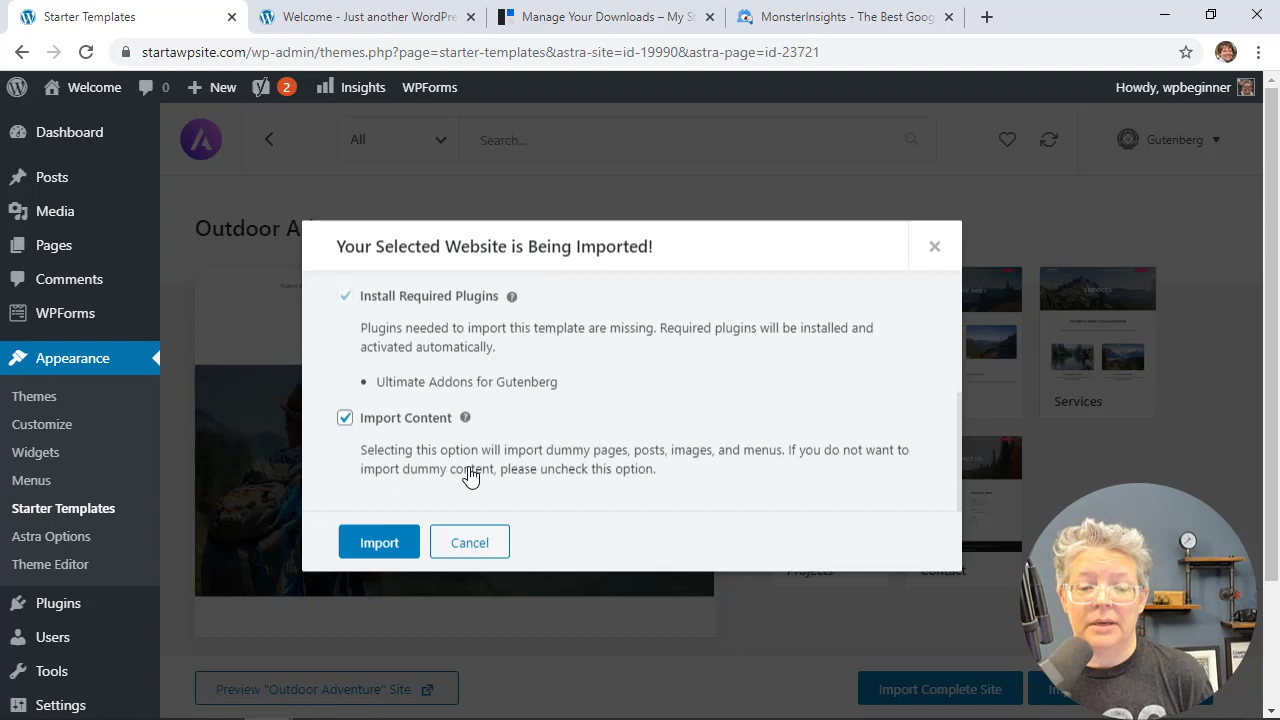 Starter Templates
Welcome - Just another WordPre
Manage Your Downloads – My S
MonsterInsights - The Best Goog
startawpsite.com/wp-admin/themes.php?page=starter-templates&astra-site=id-19990&astra-page=id-23721
Welcome
0
New
2
Insights
WPForms
Howdy, wpbeginner
Dashboard
Posts
Media
Pages
Comments
WPForms
Appearance
Themes
Customize
Widgets
Menus
Starter Templates
Astra Options
Theme Editor
Plugins
Users
Tools
Settings
All
Search...
Gutenberg
Outdoor A
Your Selected Website is Being Imported!
Install Required Plugins
Plugins needed to import this template are missing. Required plugins will be installed and
activated automatically.
• Ultimate Addons for Gutenberg
Import Content
Selecting this option will import dummy pages, posts, images, and menus. If you do not want to
import dummy content, please uncheck this option.
Import
Cancel
SERVICES
Services
Projects
Contact
Preview "Outdoor Adventure" Site
Import Complete Site